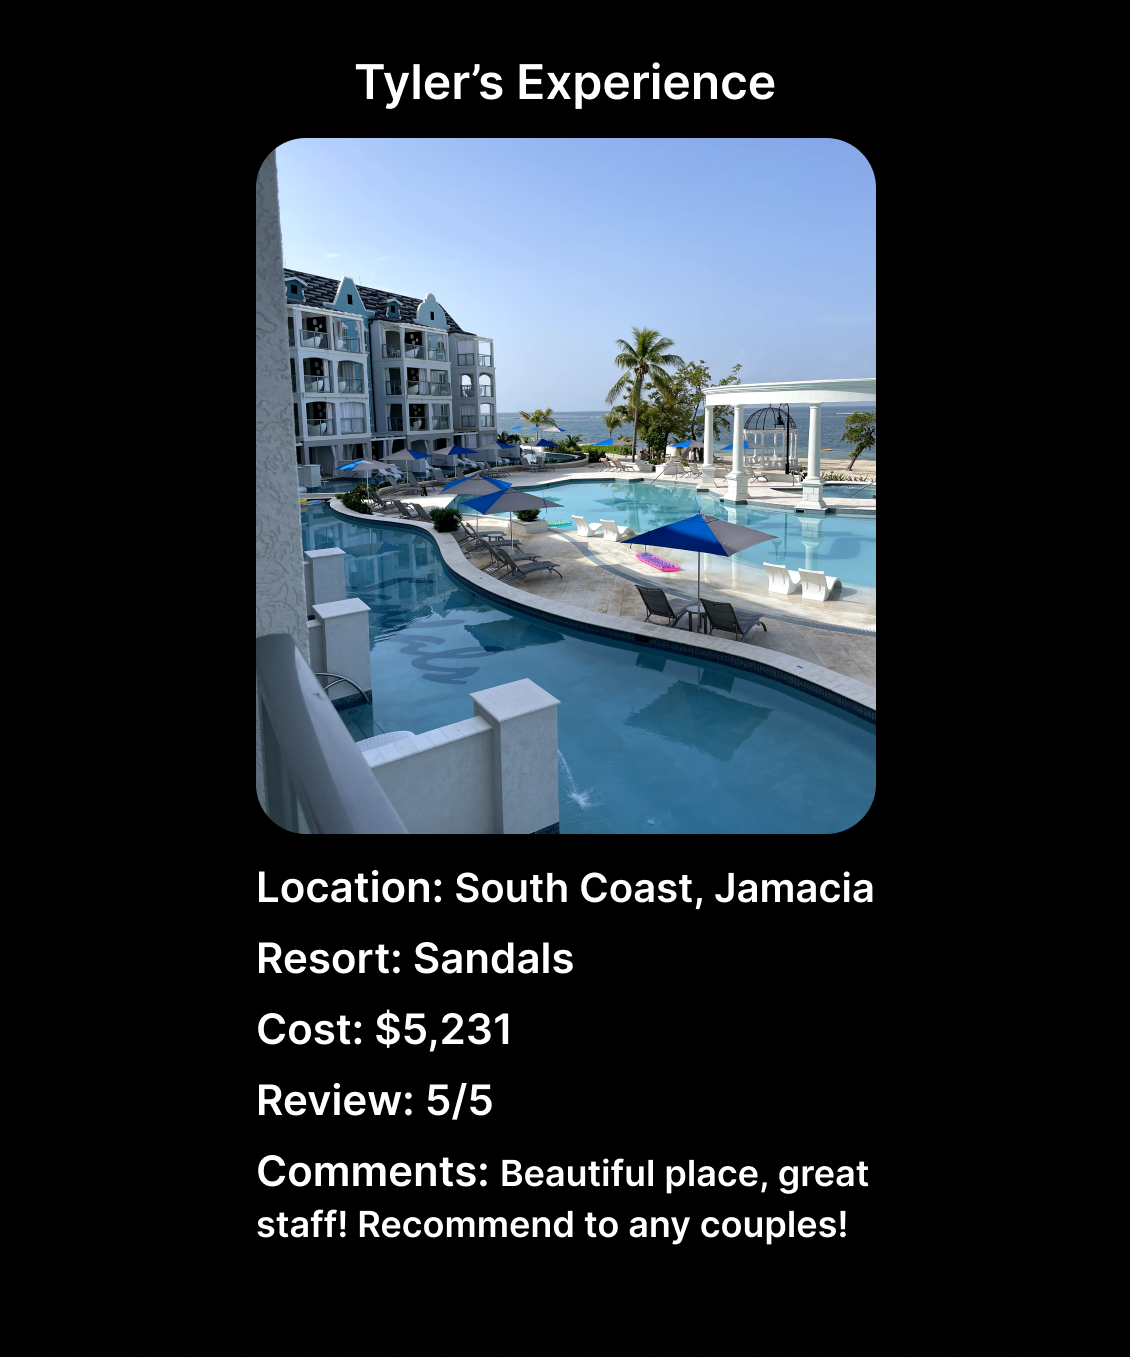 Tyler’s Experience
Location: South Coast, Jamacia
Resort: Sandals
Cost: $5,231
Review: 5/5
Comments: Beautiful place, great
staff! Recommend to any couples!